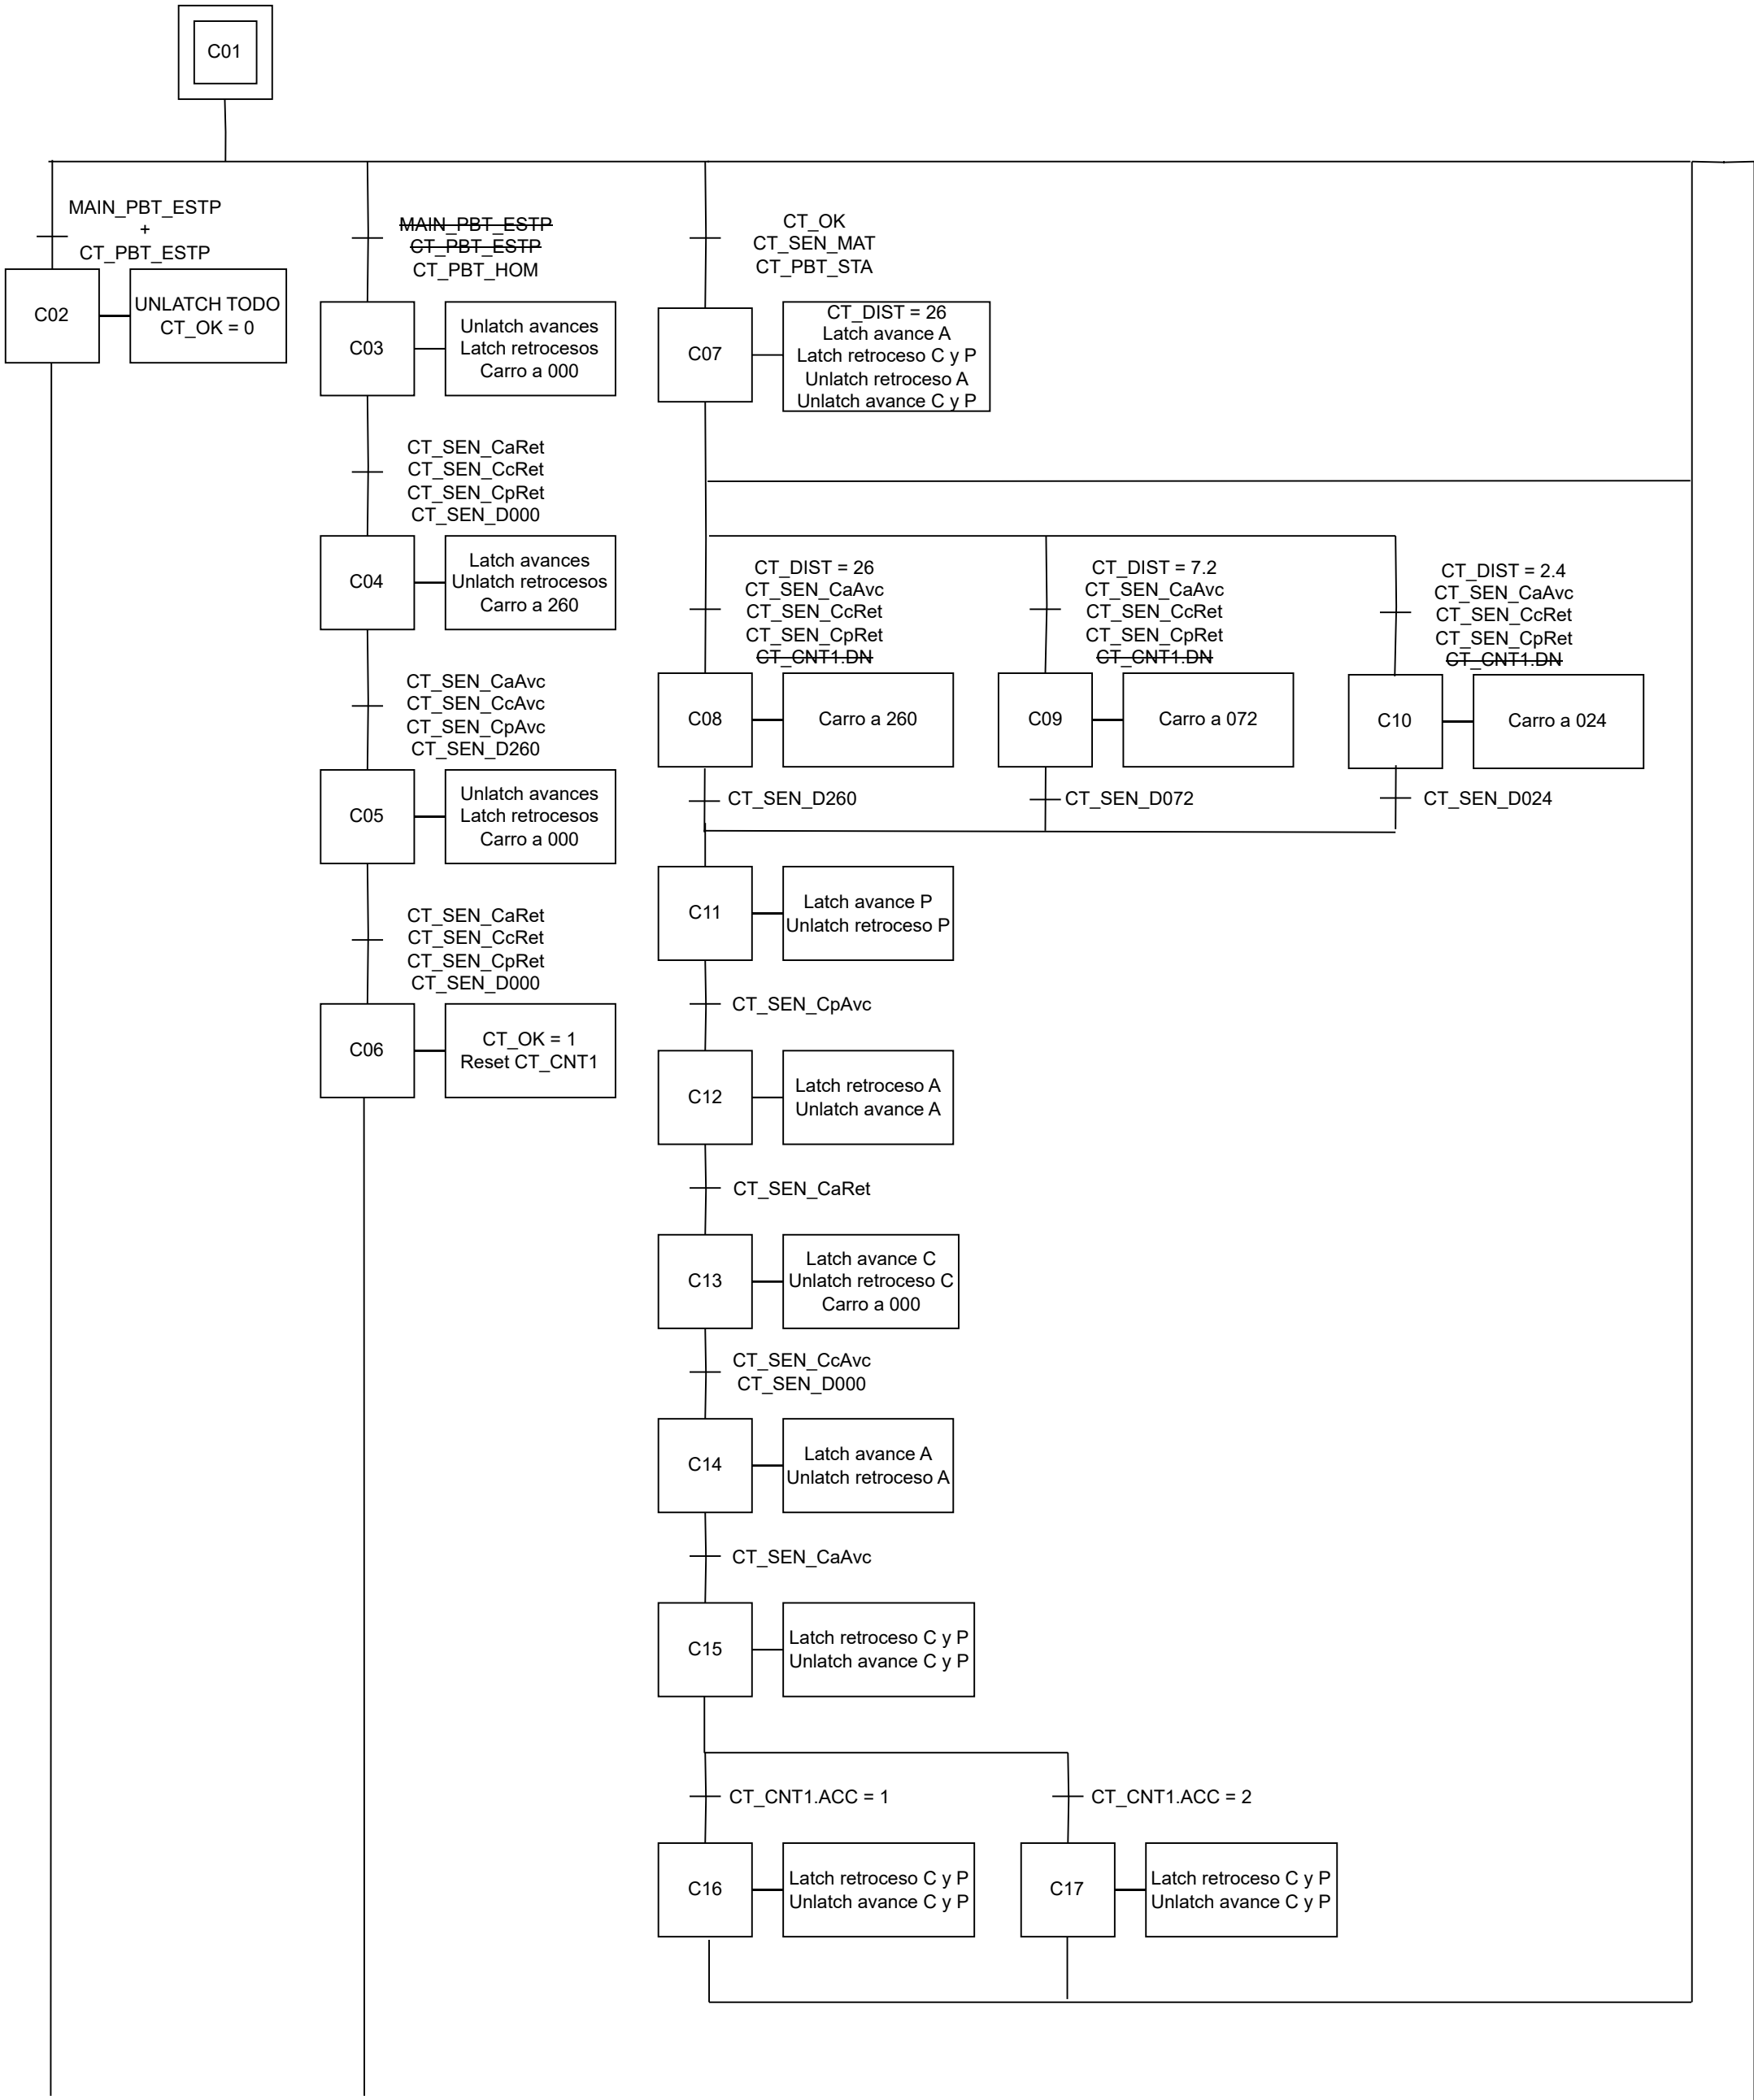 C01
MAIN_PBT_ESTP
+
CT_PBT_ESTP
C02
UNLATCH TODO
CT_OK = 0
MAIN_PBT_ESTP
CT_PBT_ESTP
CT_PBT_HOM
C03
Unlatch avances
Latch retrocesos
Carro a 000
CT_SEN_CaRet
CT_SEN_CcRet
CT_SEN_CpRet
CT_SEN_D000
C04
Latch avances
Unlatch retrocesos
Carro a 260
CT_SEN_CaAvc
CT_SEN_CcAvc
CT_SEN_CpAvc
CT_SEN_D260
C05
Unlatch avances
Latch retrocesos
Carro a 000
CT_SEN_CaRet
CT_SEN_CcRet
CT_SEN_CpRet
CT_SEN_D000
C06
CT_OK = 1
Reset CT_CNT1
CT_OK
CT_SEN_MAT
CT_PBT_STA
C07
CT_DIST = 26
Latch avance A
Latch retroceso C y P
Unlatch retroceso A
Unlatch avance C y P
CT_DIST = 26
CT_SEN_CaAvc
CT_SEN_CcRet
CT_SEN_CpRet
CT_CNT1.DN
C08
Carro a 260
CT_SEN_D260
CT_DIST = 7.2
CT_SEN_CaAvc
CT_SEN_CcRet
CT_SEN_CpRet
CT_CNT1.DN
C09
Carro a 072
CT_SEN_D072
CT_DIST = 2.4
CT_SEN_CaAvc
CT_SEN_CcRet
CT_SEN_CpRet
CT_CNT1.DN
C10
Carro a 024
CT_SEN_D024
C11
Latch avance P
Unlatch retroceso P
CT_SEN_CpAvc
C12
Latch retroceso A
Unlatch avance A
CT_SEN_CaRet
C13
Latch avance C
Unlatch retroceso C
Carro a 000
CT_SEN_CcAvc
CT_SEN_D000
C14
Latch avance A
Unlatch retroceso A
CT_SEN_CaAvc
C15
Latch retroceso C y P
Unlatch avance C y P
CT_CNT1.ACC = 1
C16
Latch retroceso C y P
Unlatch avance C y P
CT_CNT1.ACC = 2
C17
Latch retroceso C y P
Unlatch avance C y P